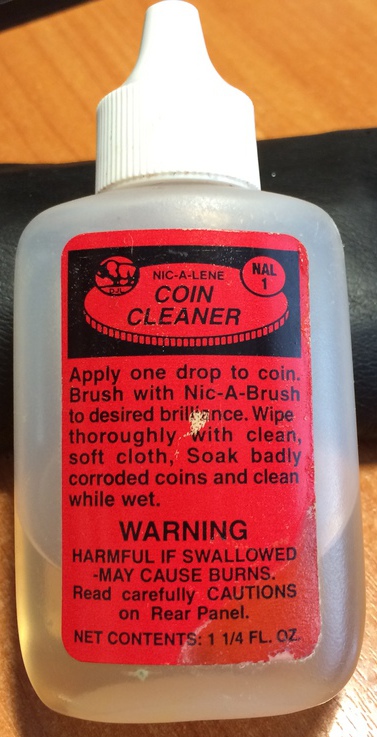 NIC-A-LENE
COIN
CLEANER
NAL
1
Apply one drop to coin.
Brush with Nic-A-Brush
to desired brilliance. Wipe
thoroughly with clean,
soft cloth, Soak badly
corroded coins and clean
while wet.
WARNING
HARMFUL IF SWALLOWED
-MAY CAUSE BURNS.
Read carefully CAUTIONS
on Rear Panel.
NET CONTENTS: 1 1/4 FL. OZ.